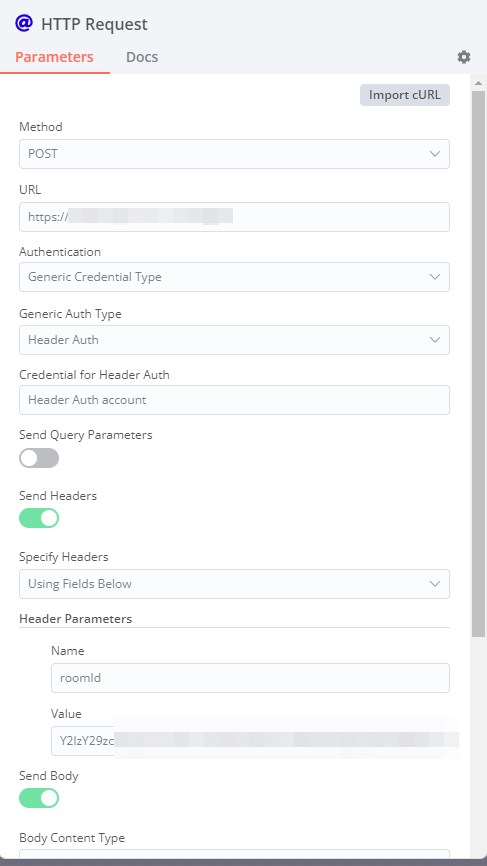 HTTP Request
Parameters Docs
Import cURL
Method
POST
URL
https://
Authentication
Generic Credential Type
Generic Auth Type
Header Auth
Credential for Header Auth
Header Auth account
Send Query Parameters
Send Headers
Specify Headers
Using Fields Below
Header Parameters
Name
roomId
Value
Y2lzY29zc
Send Body
Body Content Type